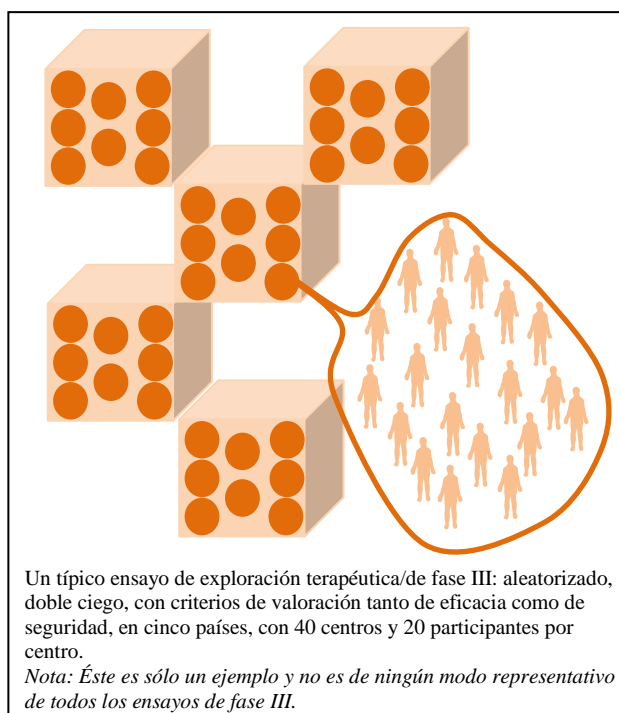 Un típico ensayo de exploración terapéutica/de fase III: aleatorizado,
doble ciego, con criterios de valoración tanto de eficacia como de
seguridad, en cinco países, con 40 centros y 20 participantes por
centro.
Nota: Éste es sólo un ejemplo y no es de ningún modo representativo
de todos los ensayos de fase III.